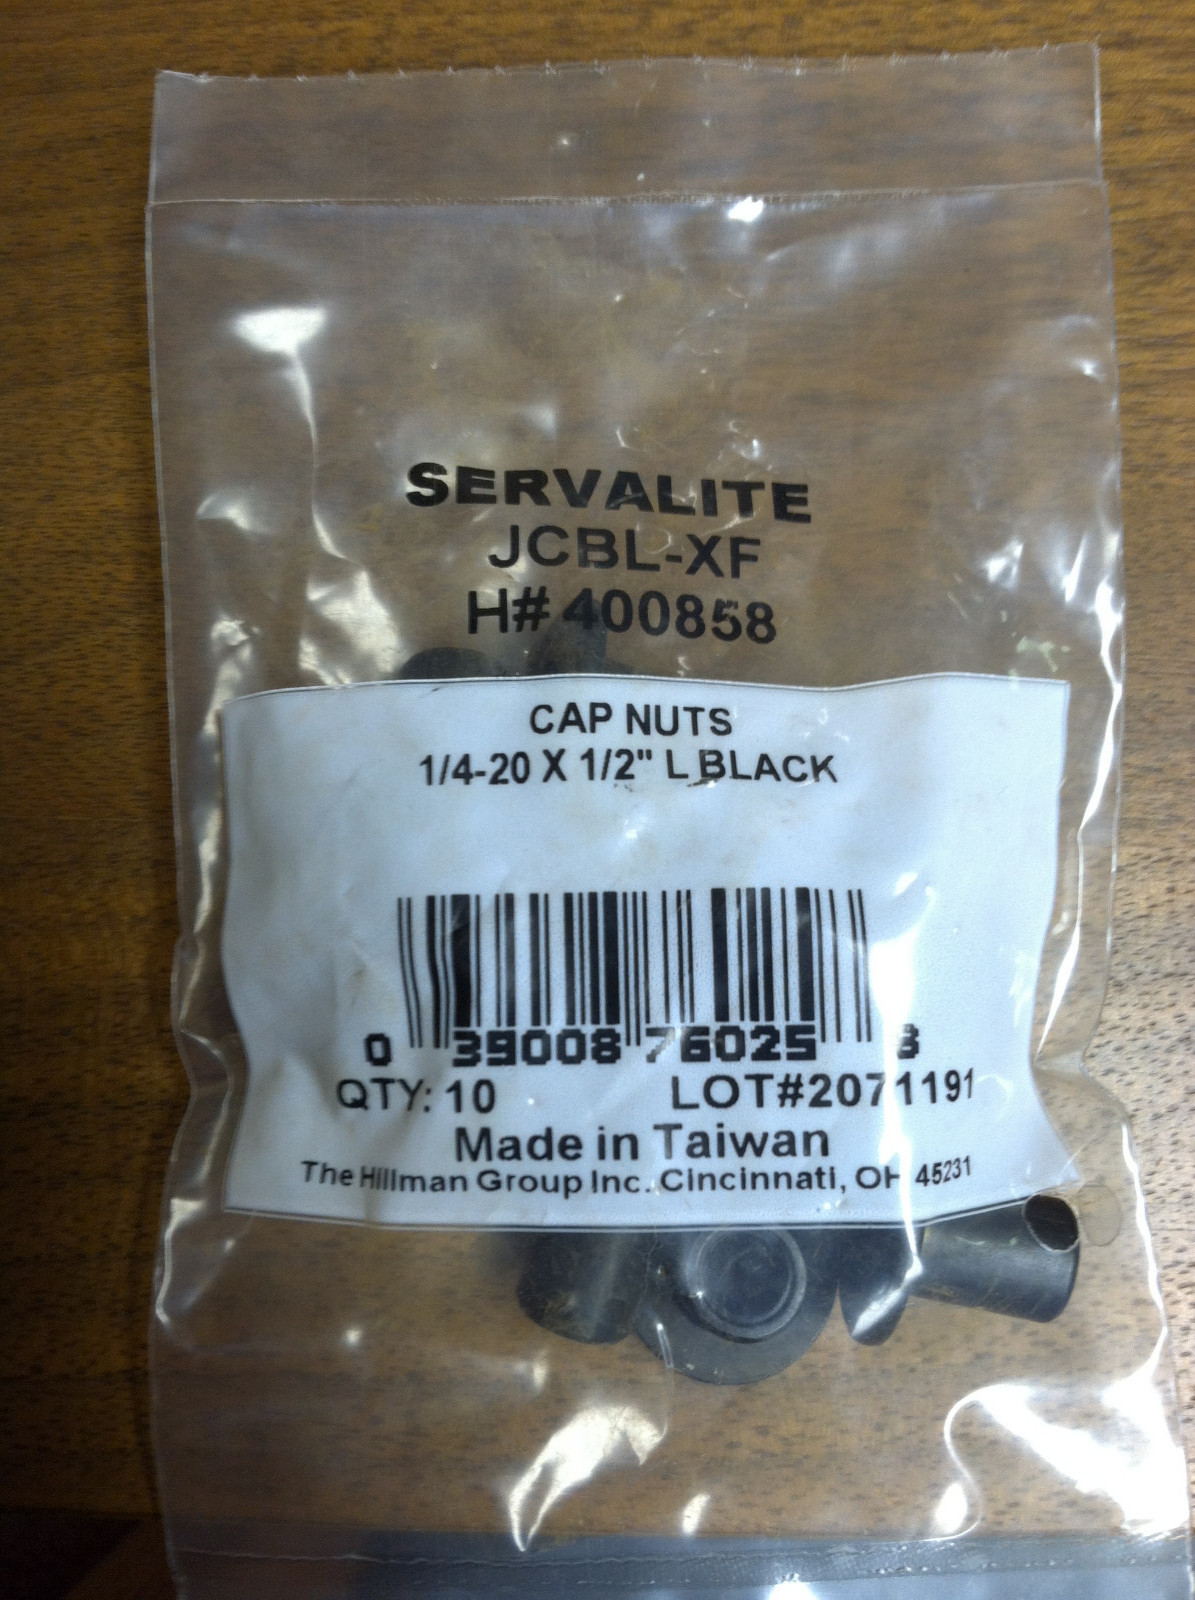 SERVALITE
JCBL-XF
H# 400858
CAP NUTS
1/4-20 X 1/2" L BLACK
0 39008 76025 8
QTY: 10 LOT#2071191
Made in Taiwan
The Hillman Group Inc. Cincinnati, OH 45231